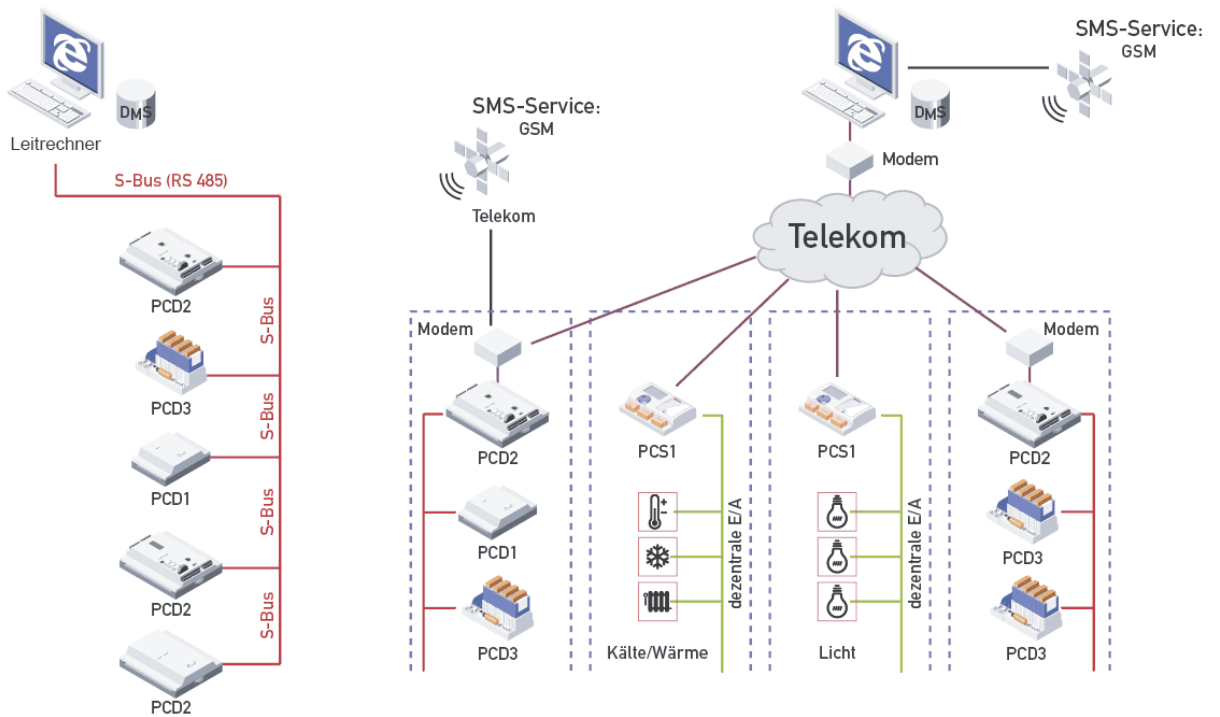 DMS
Leitrechner
S-Bus (RS 485)
PCD2
S-Bus
PCD3
S-Bus
PCD1
S-Bus
PCD2
S-Bus
PCD2
SMS-Service:
GSM
Telekom
SMS-Service:
GSM
DMS
Modem
Telekom
Modem
PCD2
PCD1
PCD3
PCS1
dezentrale E/A
Kälte/Wärme
PCS1
dezentrale E/A
Licht
Modem
PCD2
PCD3
PCD3